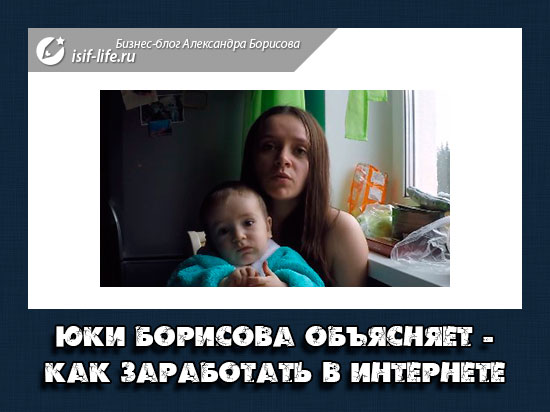 Бизнес-блог Александра Борисова
isif-life.ru
ЮКИ БОРИСОВА ОБЪЯСНЯЕТ -
КАК ЗАРАБОТАТЬ В ИНТЕРНЕТЕ